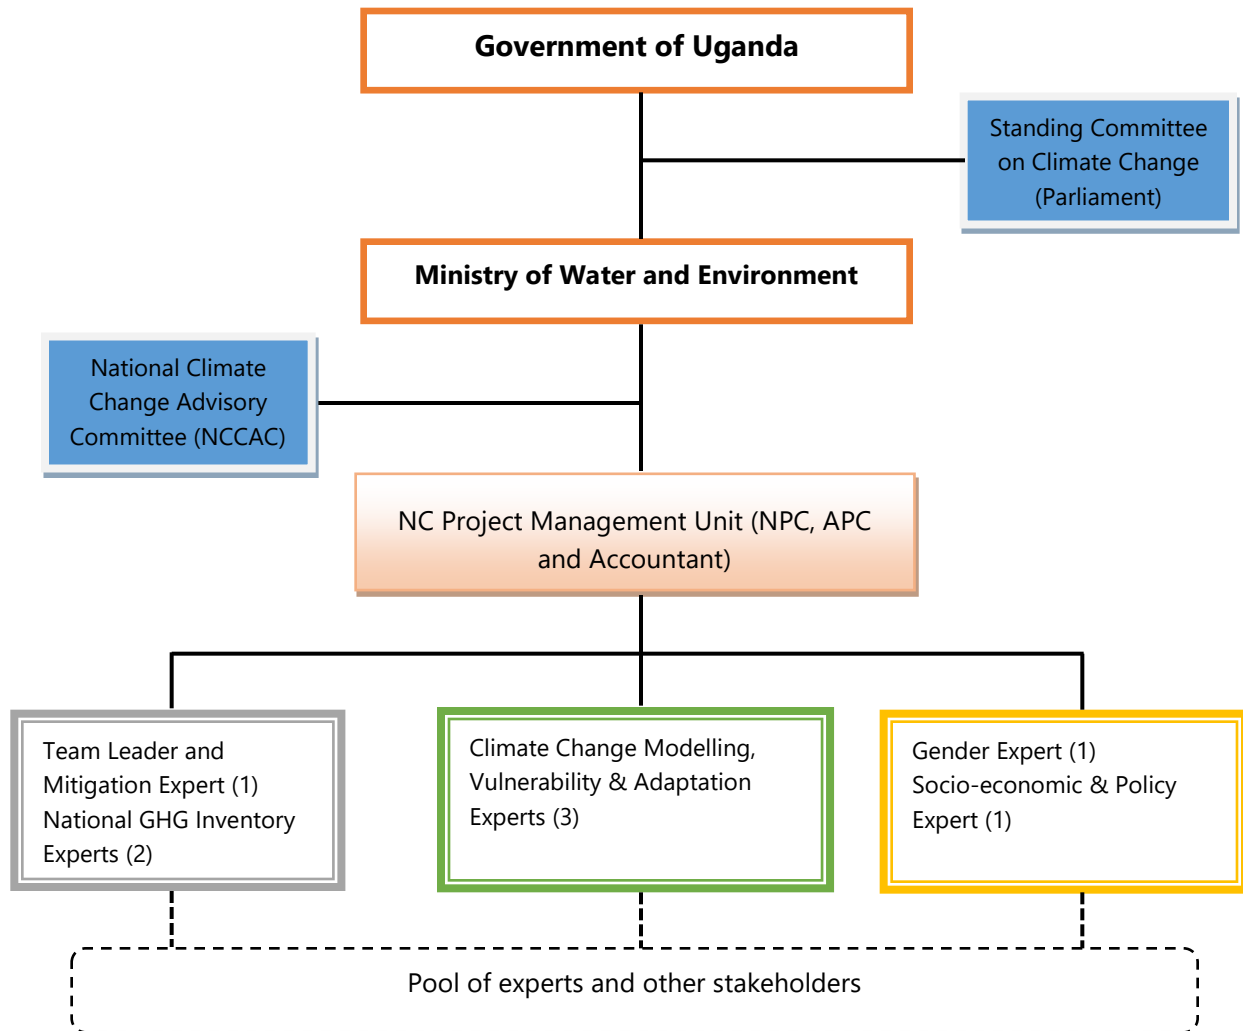 Government of Uganda
Standing Committee
on Climate Change
(Parliament)
Ministry of Water and Environment
National Climate
Change Advisory
Committee (NCCAC)
NC Project Management Unit (NPC, APC
and Accountant)
Team Leader and
Mitigation Expert (1)
National GHG Inventory
Experts (2)
Climate Change Modelling,
Vulnerability & Adaptation
Experts (3)
Gender Expert (1)
Socio-economic & Policy
Expert (1)
Pool of experts and other stakeholders